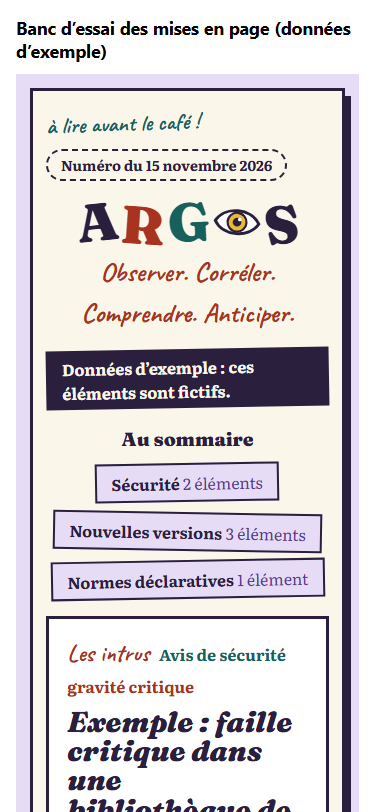 Banc d’essai des mises en page (données
d’exemple)
à lire avant le café !
Numéro du 15 novembre 2026
ARGOS
Observer. Corréler.
Comprendre. Anticiper.
Données d’exemple : ces
éléments sont fictifs.
Au sommaire
Sécurité 2 éléments
Nouvelles versions 3 éléments
Normes déclaratives 1 élément
Les intrus Avis de sécurité
gravité critique
Exemple : faille
critique dans
une
bibliothèque de